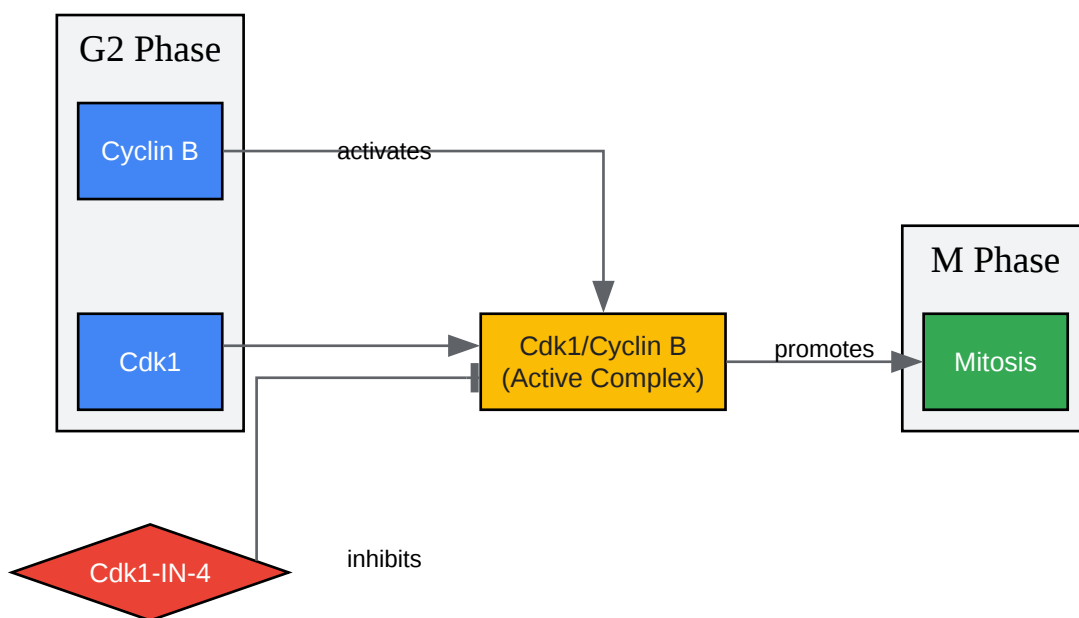 G2 Phase
Cyclin B
activates
M Phase
Cdk1
Cdk1/Cyclin B
(Active Complex)
promotes
Mitosis
Cdk1-IN-4
inhibits